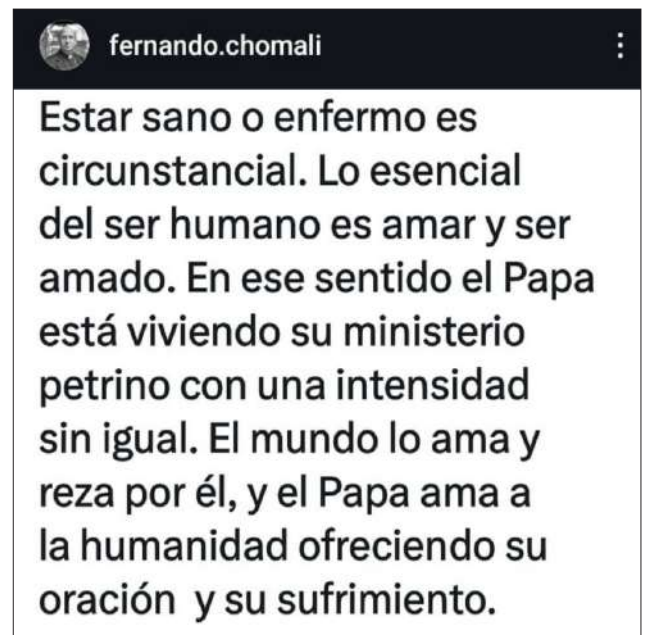 fernando.chomali
Estar sano o enfermo es
circunstancial. Lo esencial
del ser humano es amar y ser
amado. En ese sentido el Papa
está viviendo su ministerio
petrino con una intensidad
sin igual. El mundo lo ama y
reza por él, y el Papa ama a
la humanidad ofreciendo su
oración  y su sufrimiento.